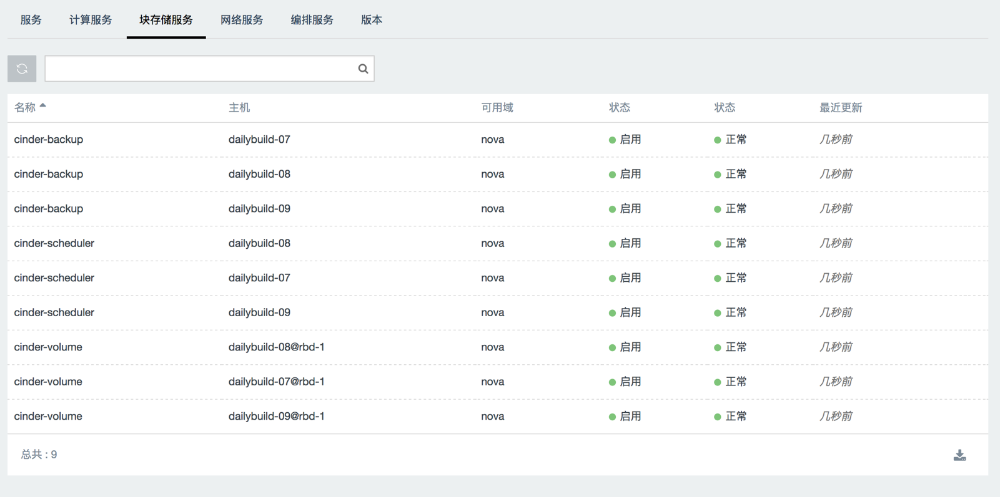 服务 计算服务 块存储服务 网络服务 编排服务 版本
名称 主机 可用域 状态 状态 最近更新
cinder-backup dailybuild-07 nova 启用 正常 几秒前
cinder-backup dailybuild-08 nova 启用 正常 几秒前
cinder-backup dailybuild-09 nova 启用 正常 几秒前
cinder-scheduler dailybuild-08 nova 启用 正常 几秒前
cinder-scheduler dailybuild-07 nova 启用 正常 几秒前
cinder-scheduler dailybuild-09 nova 启用 正常 几秒前
cinder-volume dailybuild-08@rbd-1 nova 启用 正常 几秒前
cinder-volume dailybuild-07@rbd-1 nova 启用 正常 几秒前
cinder-volume dailybuild-09@rbd-1 nova 启用 正常 几秒前
总共 : 9